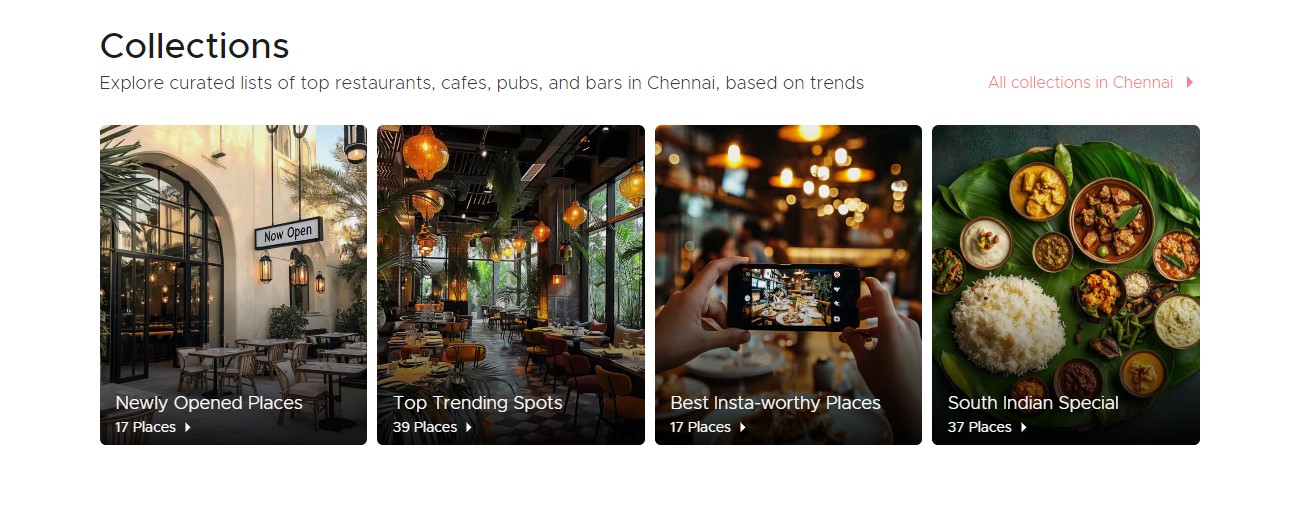 Collections
Explore curated lists of top restaurants, cafes, pubs, and bars in Chennai, based on trends
All collections in Chennai
Now Open
Newly Opened Places
17 Places
Top Trending Spots
39 Places
Best Insta-worthy Places
17 Places
South Indian Special
37 Places